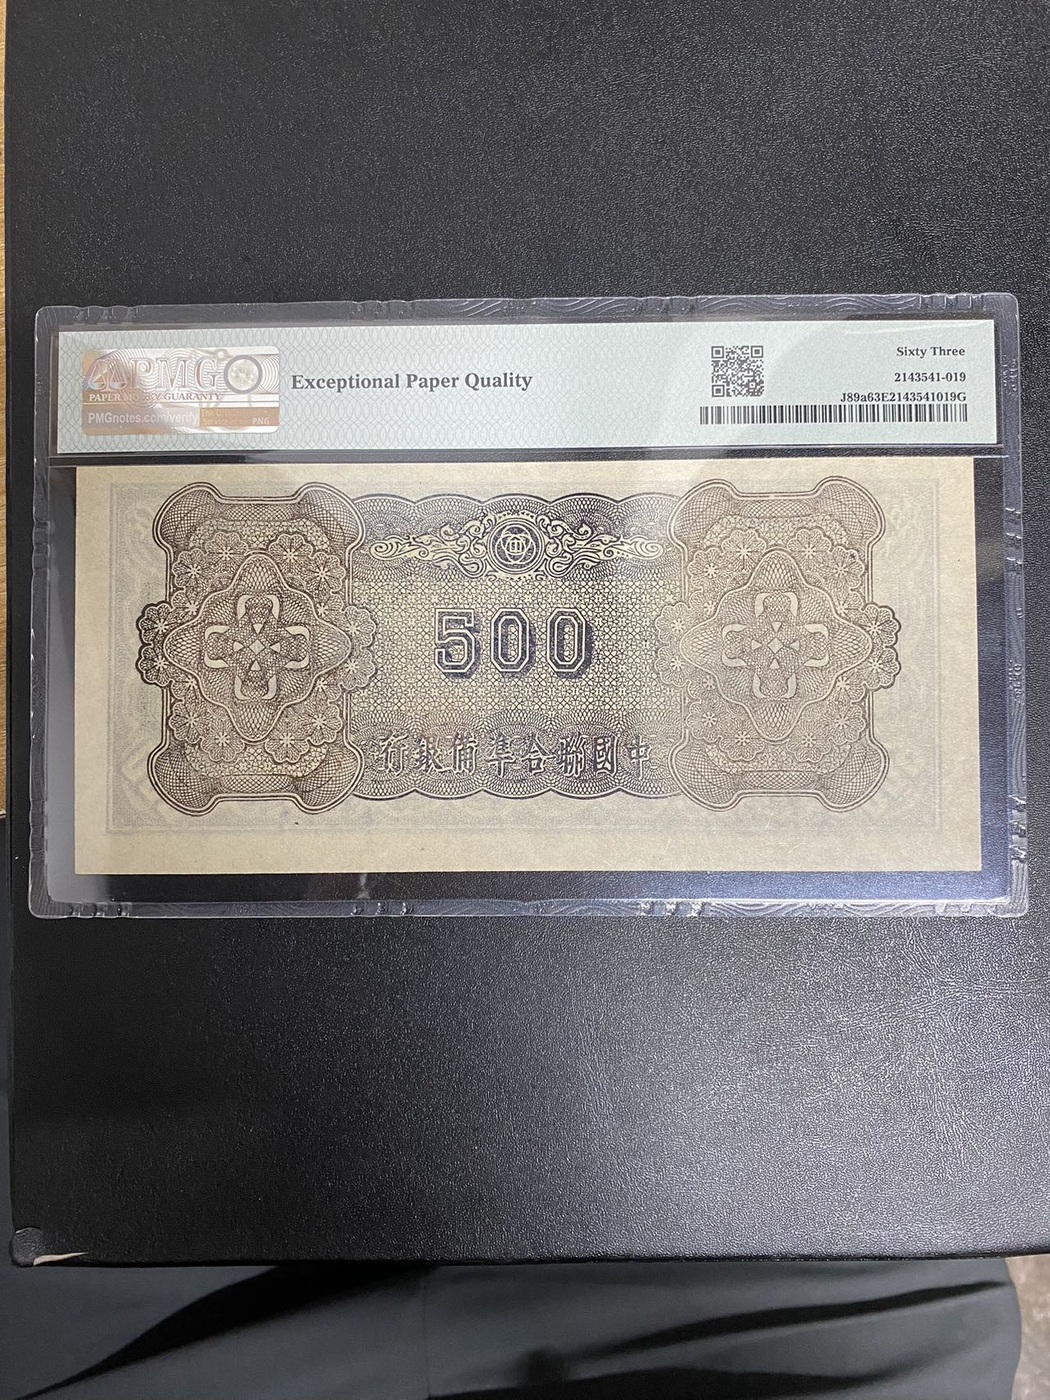 PMG
PAPER MONEY GUARANTY
PMGnotes.com/verify
PNG
Exceptional Paper Quality
Sixty Three
2143541-019
J89a63E2143541019G
500
行銀備準合聯國中